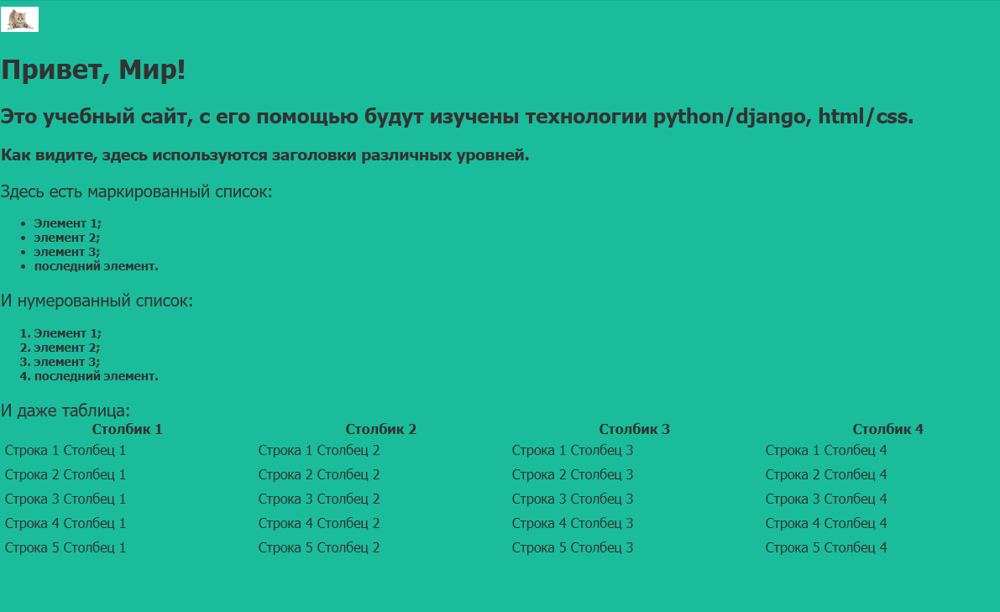 Привет, Мир!
Это учебный сайт, с его помощью будут изучены технологии python/django, html/css.
Как видите, здесь используются заголовки различных уровней.
Здесь есть маркированный список:
• Элемент 1;
• элемент 2;
• элемент 3;
• последний элемент.
И нумерованный список:
1. Элемент 1;
2. элемент 2;
3. элемент 3;
4. последний элемент.
И даже таблица:
Столбик 1 Столбик 2 Столбик 3 Столбик 4
Строка 1 Столбец 1 Строка 1 Столбец 2 Строка 1 Столбец 3 Строка 1 Столбец 4
Строка 2 Столбец 1 Строка 2 Столбец 2 Строка 2 Столбец 3 Строка 2 Столбец 4
Строка 3 Столбец 1 Строка 3 Столбец 2 Строка 3 Столбец 3 Строка 3 Столбец 4
Строка 4 Столбец 1 Строка 4 Столбец 2 Строка 4 Столбец 3 Строка 4 Столбец 4
Строка 5 Столбец 1 Строка 5 Столбец 2 Строка 5 Столбец 3 Строка 5 Столбец 4